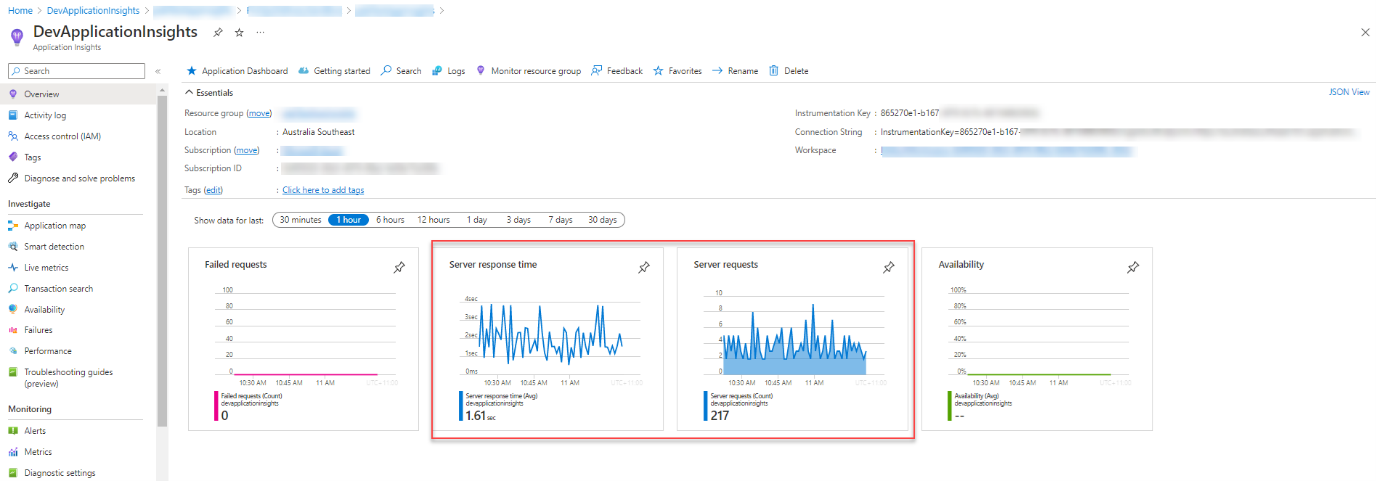 Home > DevApplicationInsights >
DevApplicationInsights
Application Insights
Search
Overview
Activity log
Access control (IAM)
Tags
Diagnose and solve problems
Investigate
Application map
Smart detection
Live metrics
Transaction search
Availability
Failures
Performance
Troubleshooting guides
(preview)
Monitoring
Alerts
Metrics
Diagnostic settings
Application Dashboard Getting started Search Logs Monitor resource group Feedback Favorites Rename Delete
Essentials JSON View
Resource group (move)
Location : Australia Southeast
Subscription (move) :
Subscription ID :
Tags (edit) : Click here to add tags
Instrumentation Key : 865270e1-b167
Connection String : InstrumentationKey=865270e1-b167-
Workspace :
Show data for last: 30 minutes 1 hour 6 hours 12 hours 1 day 3 days 7 days 30 days
Failed requests
100
80
60
40
20
0
10:30 AM 10:45 AM 11 AM UTC+11:00
Failed requests (Count)
devapplicationinsights
0
Server response time
4sec
3sec
2sec
1sec
0ms
10:30 AM 10:45 AM 11 AM UTC+11:00
Server response time (Avg)
devapplicationinsights
1.61 sec
Server requests
10
8
6
4
2
0
10:30 AM 10:45 AM 11 AM UTC+11:00
Server requests (Count)
devapplicationinsights
217
Availability
100%
80%
60%
40%
20%
0%
10:30 AM 10:45 AM 11 AM UTC+11:00
Availability (Avg)
devapplicationinsights
--